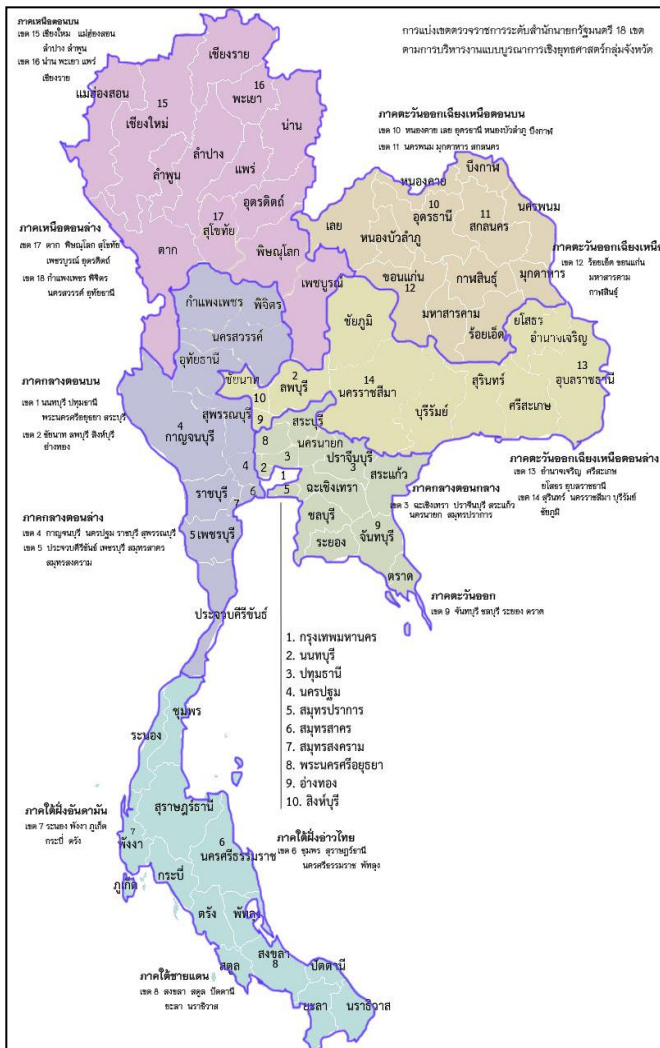 ภาคเหนือตอนบน
เขต 15 เชียงใหม่ แม่ฮ่องสอน
ลำปาง ลำพูน
เขต 16 น่าน พะเยา แพร่
เชียงราย
การแบ่งเขตตรวจราชการระดับสำนักนายกรัฐมนตรี 18 เขต
ตามการบริหารงานแบบบูรณาการเชิงยุทธศาสตร์กลุ่มจังหวัด
เชียงราย
แม่ฮ่องสอน
15
16
พะเยา
เชียงใหม่
น่าน
ลำปาง
ลำพูน
แพร่
อุตรดิตถ์
17
สุโขทัย
ตาก
พิษณุโลก
เพชรบูรณ์
ภาคตะวันออกเฉียงเหนือตอนบน
เขต 10 หนองคาย เลย อุดรธานี หนองบัวลำภู บึงกาฬ
เขต 11 นครพนม มุกดาหาร สกลนคร
บึงกาฬ
หนองคาย
เลย
10
อุดรธานี
11
สกลนคร
นครพนม
หนองบัวลำภู
ขอนแก่น
12
กาฬสินธุ์
มุกดาหาร
มหาสารคาม
ร้อยเอ็ด
ภาคตะวันออกเฉียงเหนือ
เขต 12 ร้อยเอ็ด ขอนแก่น
มหาสารคาม
กาฬสินธุ์
ภาคเหนือตอนล่าง
เขต 17 ตาก พิษณุโลก สุโขทัย
เพชรบูรณ์ อุตรดิตถ์
เขต 18 กำแพงเพชร พิจิตร
นครสวรรค์ อุทัยธานี
กำแพงเพชร
พิจิตร
นครสวรรค์
อุทัยธานี
ชัยนาท
ชัยภูมิ
ยโสธร
อำนาจเจริญ
13
อุบลราชธานี
2
ลพบุรี
14
นครราชสีมา
สุรินทร์
บุรีรัมย์
ศรีสะเกษ
ภาคกลางตอนบน
เขต 1 นนทบุรี ปทุมธานี
พระนครศรีอยุธยา สระบุรี
เขต 2 ชัยนาท ลพบุรี สิงห์บุรี
อ่างทอง
สุพรรณบุรี
4
กาญจนบุรี
10
9
8
สระบุรี
นครนายก
3
ปราจีนบุรี
3
สระแก้ว
4
2
1
5
6
7
ฉะเชิงเทรา
ราชบุรี
ชลบุรี
9
จันทบุรี
ระยอง
ตราด
5 เพชรบุรี
ประจวบคีรีขันธ์
ภาคตะวันออกเฉียงเหนือตอนล่าง
เขต 13 อำนาจเจริญ ศรีสะเกษ
ยโสธร อุบลราชธานี
เขต 14 สุรินทร์ นครราชสีมา บุรีรัมย์
ชัยภูมิ
ภาคกลางตอนกลาง
เขต 3 ฉะเชิงเทรา ปราจีนบุรี สระแก้ว
นครนายก สมุทรปราการ
ภาคกลางตอนล่าง
เขต 4 กาญจนบุรี นครปฐม ราชบุรี สุพรรณบุรี
เขต 5 ประจวบคีรีขันธ์ เพชรบุรี สมุทรสาคร
สมุทรสงคราม
ภาคตะวันออก
เขต 9 จันทบุรี ชลบุรี ระยอง ตราด
1. กรุงเทพมหานคร
2. นนทบุรี
3. ปทุมธานี
4. นครปฐม
5. สมุทรปราการ
6. สมุทรสาคร
7. สมุทรสงคราม
8. พระนครศรีอยุธยา
9. อ่างทอง
10. สิงห์บุรี
ชุมพร
ระนอง
สุราษฎร์ธานี
ภาคใต้ฝั่งอันดามัน
เขต 7 ระนอง พังงา ภูเก็ต
กระบี่ ตรัง
7
พังงา
6
นครศรีธรรมราช
กระบี่
ภูเก็ต
ภาคใต้ฝั่งอ่าวไทย
เขต 6 ชุมพร สุราษฎร์ธานี
นครศรีธรรมราช พัทลุง
ตรัง
พัทลุง
สตูล
สงขลา
8
ปัตตานี
ยะลา
นราธิวาส
ภาคใต้ชายแดน
เขต 8 สงขลา สตูล ปัตตานี
ยะลา นราธิวาส